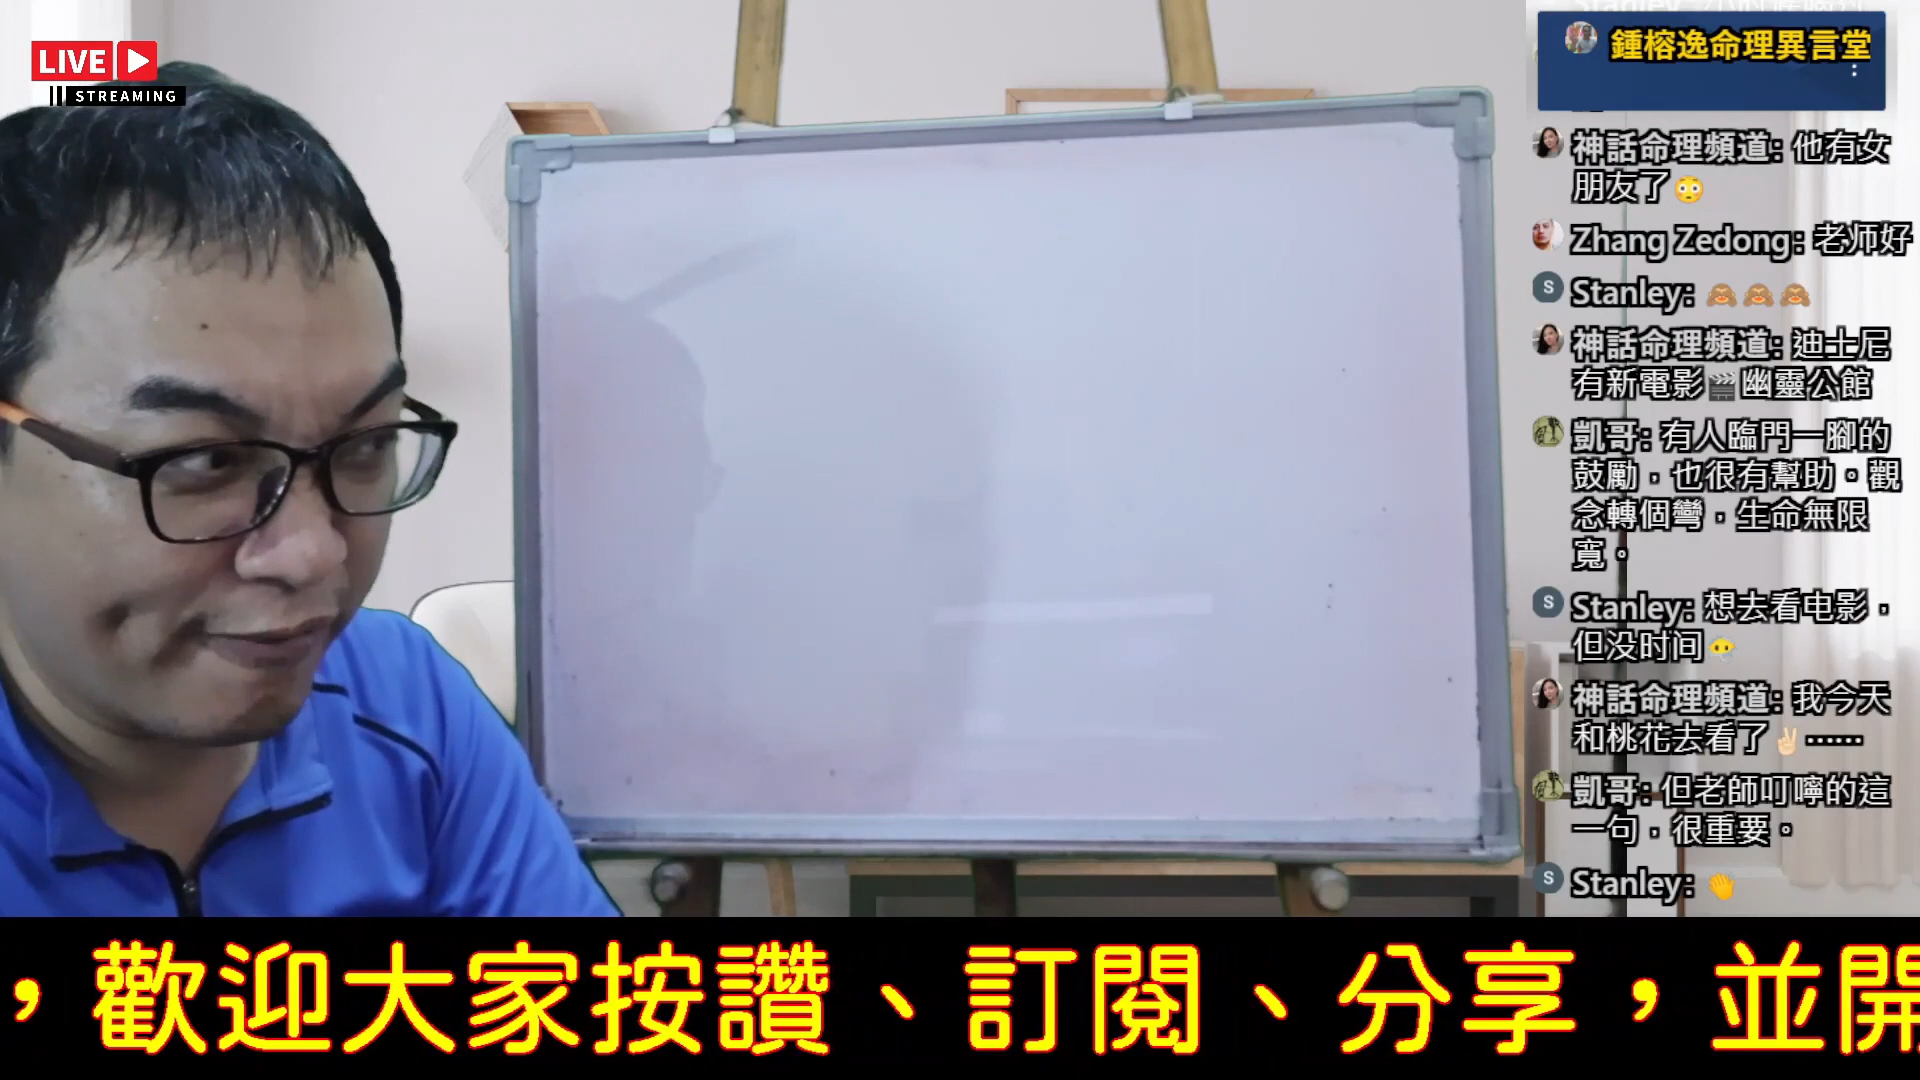 LIVE
STREAMING
鍾榕逸命理異言堂
神話命理頻道: 他有女
朋友了😳
Zhang Zedong: 老师好
S Stanley: 🙈🙈🙈
神話命理頻道: 迪士尼
有新電影🎬幽靈公館
凱哥: 有人臨門一腳的
鼓勵，也很有幫助。觀
念轉個彎，生命無限
寬。
S Stanley: 想去看电影，
但没时间😶
神話命理頻道: 我今天
和桃花去看了✌🏻⋯⋯
凱哥: 但老師叮嚀的這
一句，很重要。
S Stanley: 👏
，歡迎大家按讚、訂閱、分享，並開